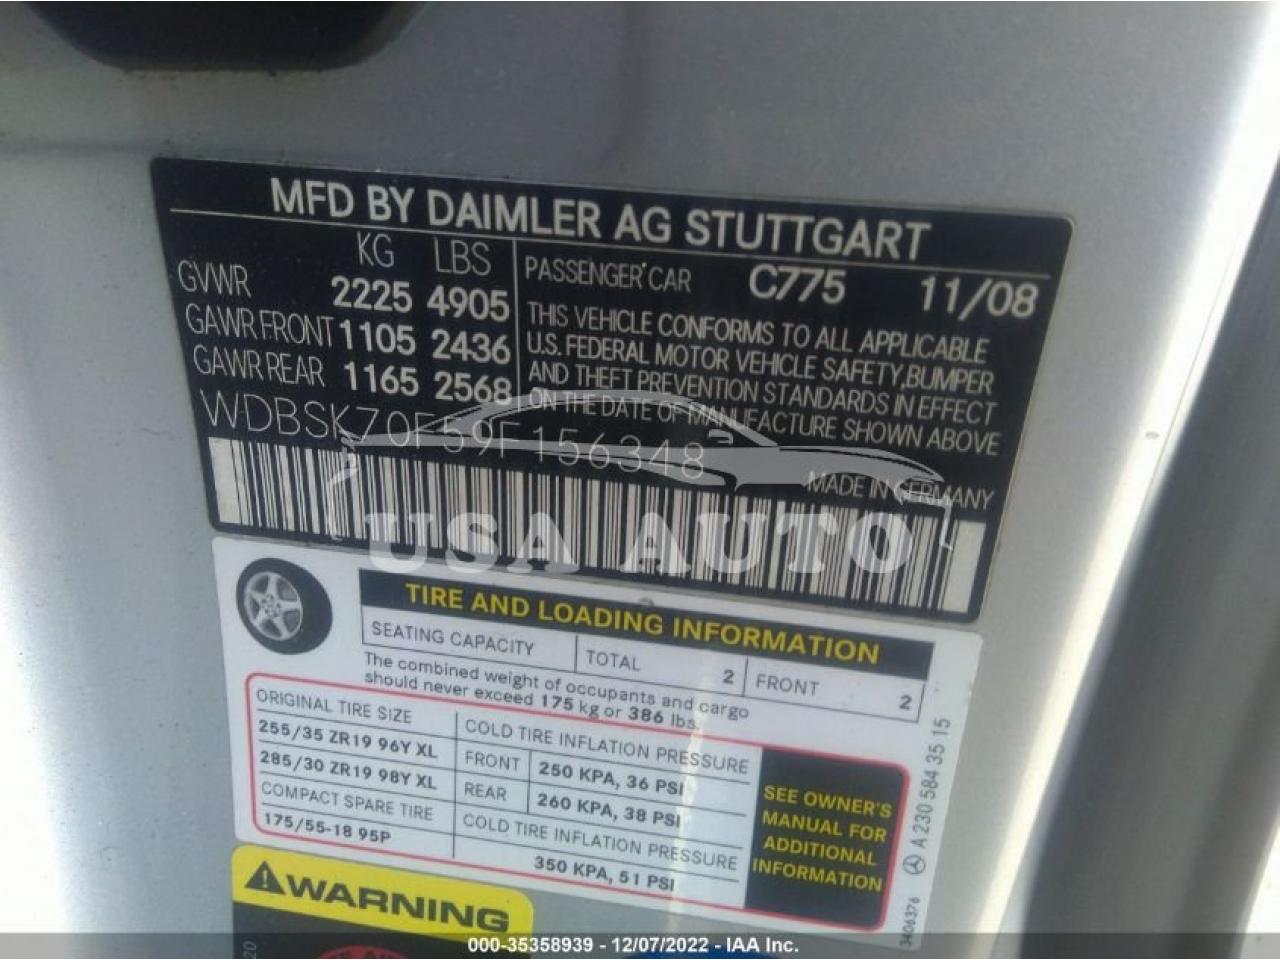 MFD BY DAIMLER AG STUTTGART
KG LBS
GVWR 2225 4905
GAWR FRONT 1105 2436
GAWR REAR 1165 2568
PASSENGER CAR C775 11/08
THIS VEHICLE CONFORMS TO ALL APPLICABLE
U.S. FEDERAL MOTOR VEHICLE SAFETY, BUMPER
AND THEFT PREVENTION STANDARDS IN EFFECT
ON THE DATE OF MANUFACTURE SHOWN ABOVE
WDBSK70F59F156348
MADE IN GERMANY
USA AUTO
TIRE AND LOADING INFORMATION
SEATING CAPACITY TOTAL 2 FRONT 2
The combined weight of occupants and cargo
should never exceed 175 kg or 386 lbs.
ORIGINAL TIRE SIZE
255/35 ZR19 96Y XL
285/30 ZR19 98Y XL
COMPACT SPARE TIRE
175/55-18 95P
COLD TIRE INFLATION PRESSURE
FRONT 250 KPA, 36 PSI
REAR 260 KPA, 38 PSI
COLD TIRE INFLATION PRESSURE
350 KPA, 51 PSI
SEE OWNER'S
MANUAL FOR
ADDITIONAL
INFORMATION
A 230 584 35 15
3406376
WARNING
20
000-35358939 - 12/07/2022 - IAA Inc.